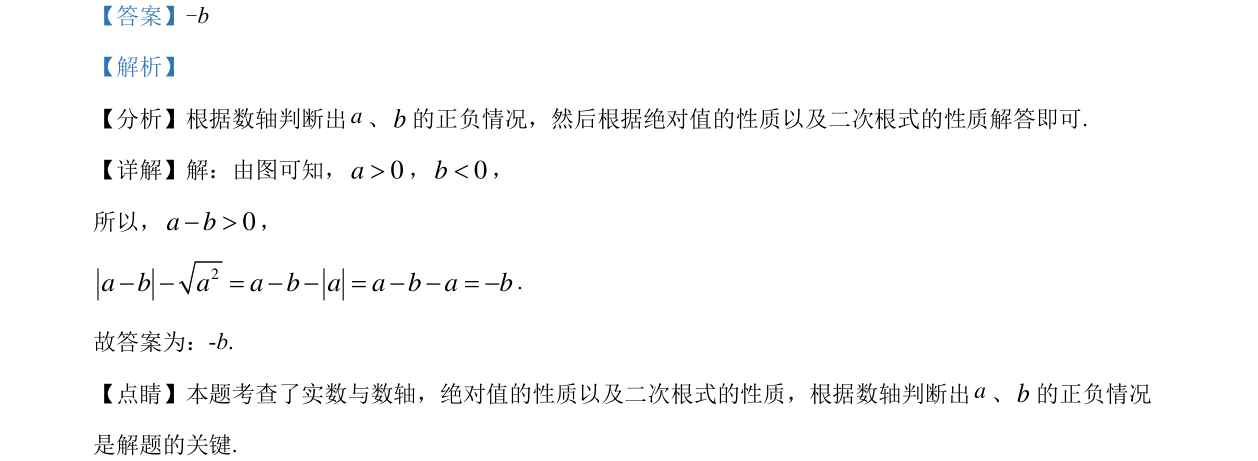 【答案】-b
【解析】
【分析】根据数轴判断出 a 、 b 的正负情况，然后根据绝对值的性质以及二次根式的性质解答即可.
【详解】解：由图可知， a > 0 ， b < 0 ，
所以， a − b > 0 ，
|a − b| − √a² = a − b − |a| = a − b − a = −b .
故答案为：-b.
【点睛】本题考查了实数与数轴，绝对值的性质以及二次根式的性质，根据数轴判断出 a 、 b 的正负情况
是解题的关键.